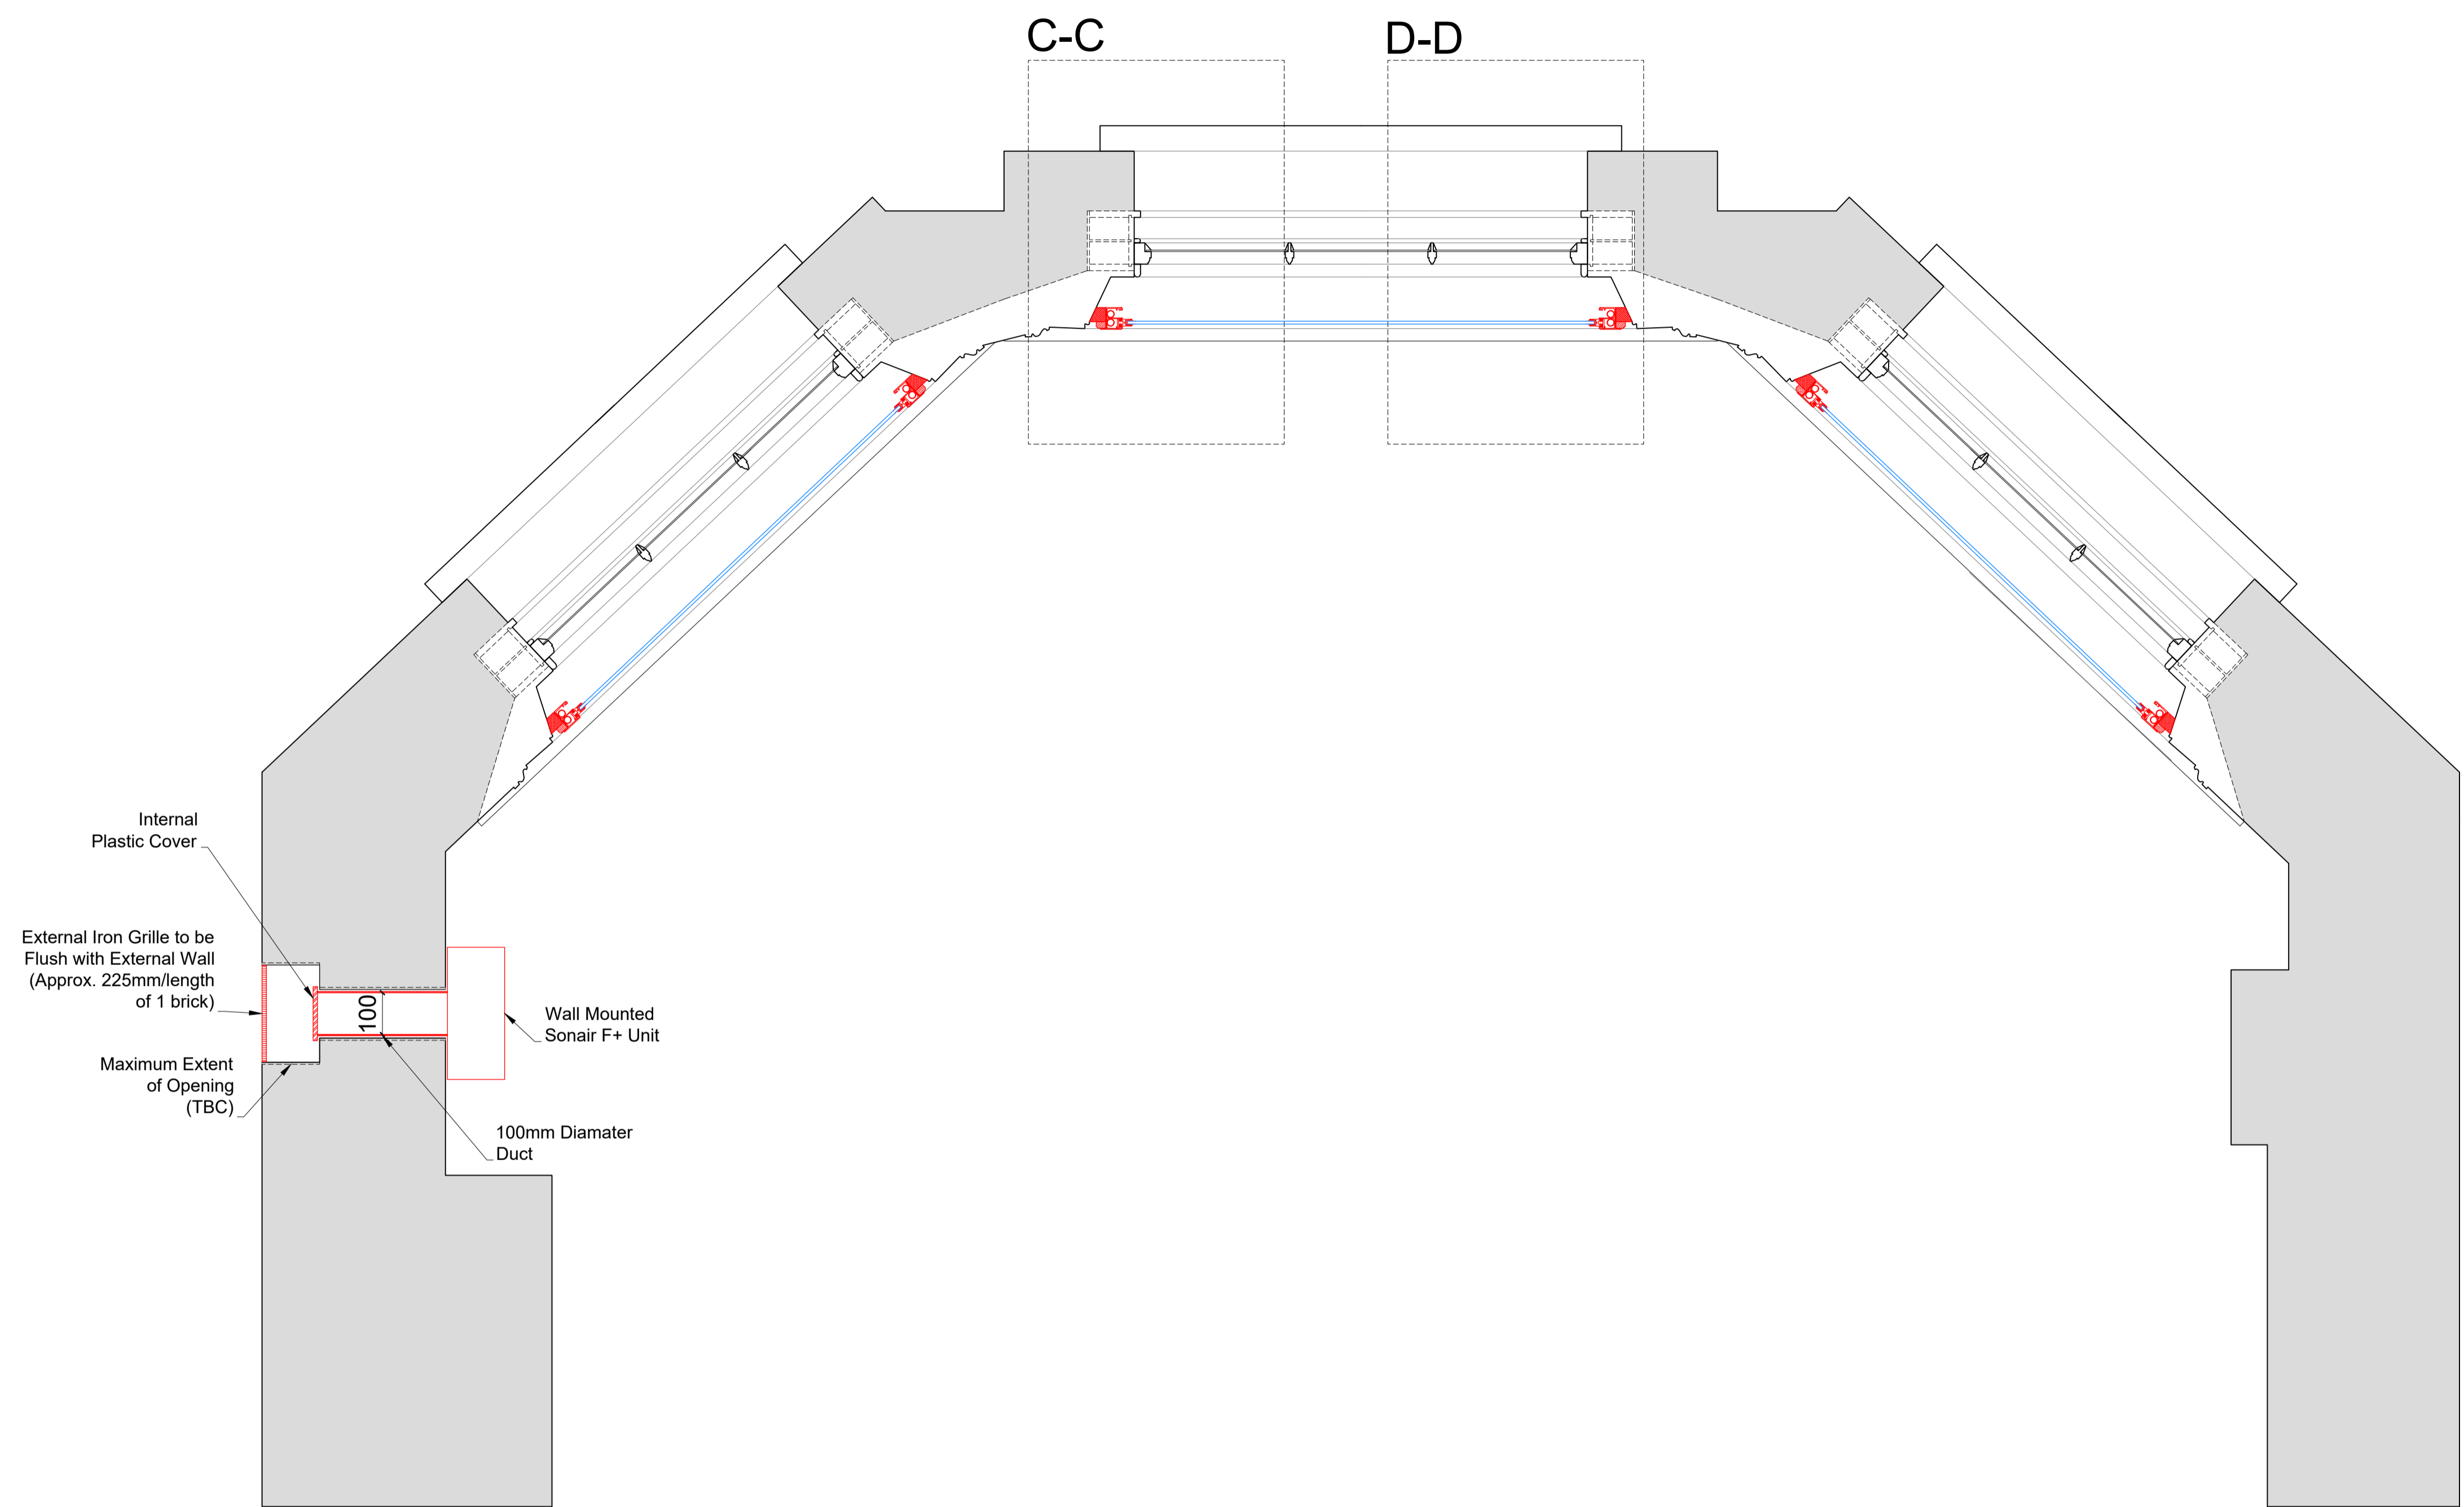 C-C
D-D
Internal
Plastic Cover
External Iron Grille to be
Flush with External Wall
(Approx. 225mm/length
of 1 brick)
100
Wall Mounted
Sonair F+ Unit
Maximum Extent
of Opening
(TBC)
100mm Diamater
Duct